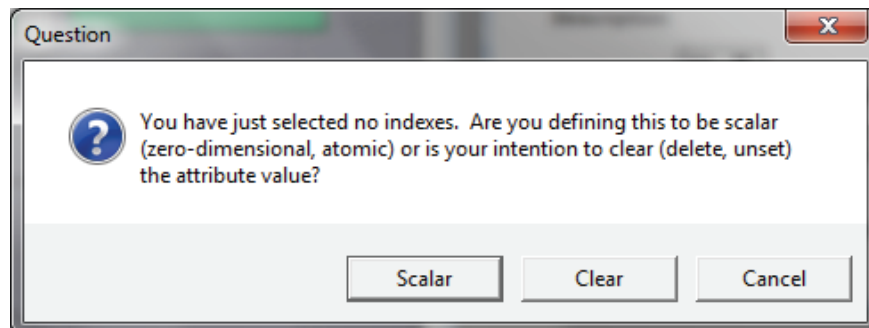 Question
You have just selected no indexes.  Are you defining this to be scalar
(zero-dimensional, atomic) or is your intention to clear (delete, unset)
the attribute value?
Scalar
Clear
Cancel